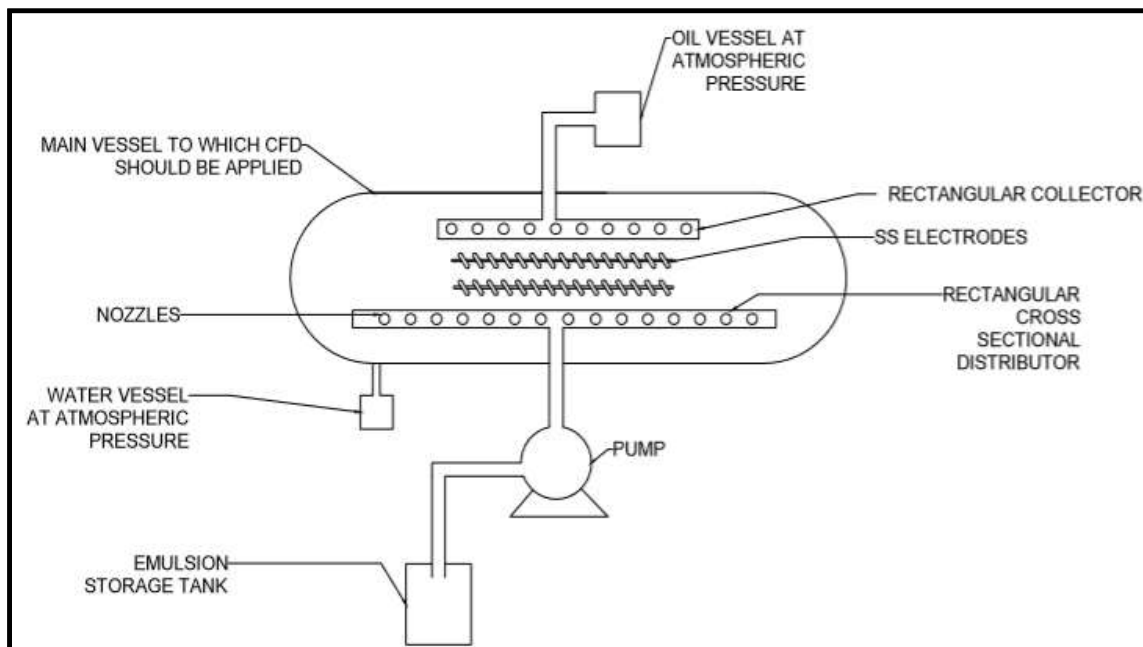 OIL VESSEL AT
ATMOSPHERIC
PRESSURE
MAIN VESSEL TO WHICH CFD
SHOULD BE APPLIED
RECTANGULAR COLLECTOR
SS ELECTRODES
NOZZLES
RECTANGULAR
CROSS
SECTIONAL
DISTRIBUTOR
WATER VESSEL
AT ATMOSPHERIC
PRESSURE
PUMP
EMULSION
STORAGE TANK